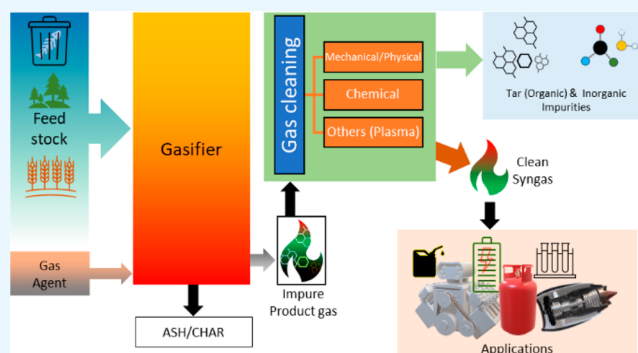 Feed
stock
Gas
Agent
Gasifier
ASH/CHAR
Impure
Product gas
Gas cleaning
Mechanical/Physical
Chemical
Others (Plasma)
Tar (Organic) & Inorganic
Impurities
Clean
Syngas
Applications